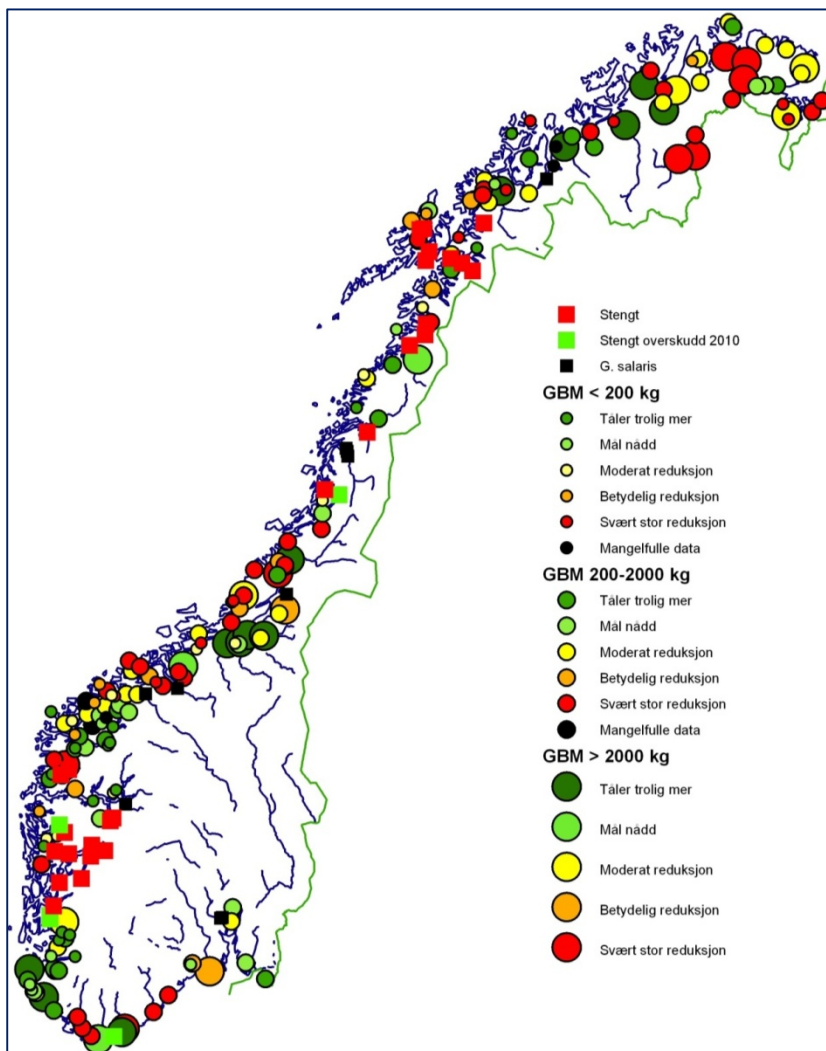 Stengt
Stengt overskudd 2010
G. salaris
GBM < 200 kg
Tåler trolig mer
Mål nådd
Moderat reduksjon
Betydelig reduksjon
Svært stor reduksjon
Mangelfulle data
GBM 200-2000 kg
Tåler trolig mer
Mål nådd
Moderat reduksjon
Betydelig reduksjon
Svært stor reduksjon
Mangelfulle data
GBM > 2000 kg
Tåler trolig mer
Mål nådd
Moderat reduksjon
Betydelig reduksjon
Svært stor reduksjon